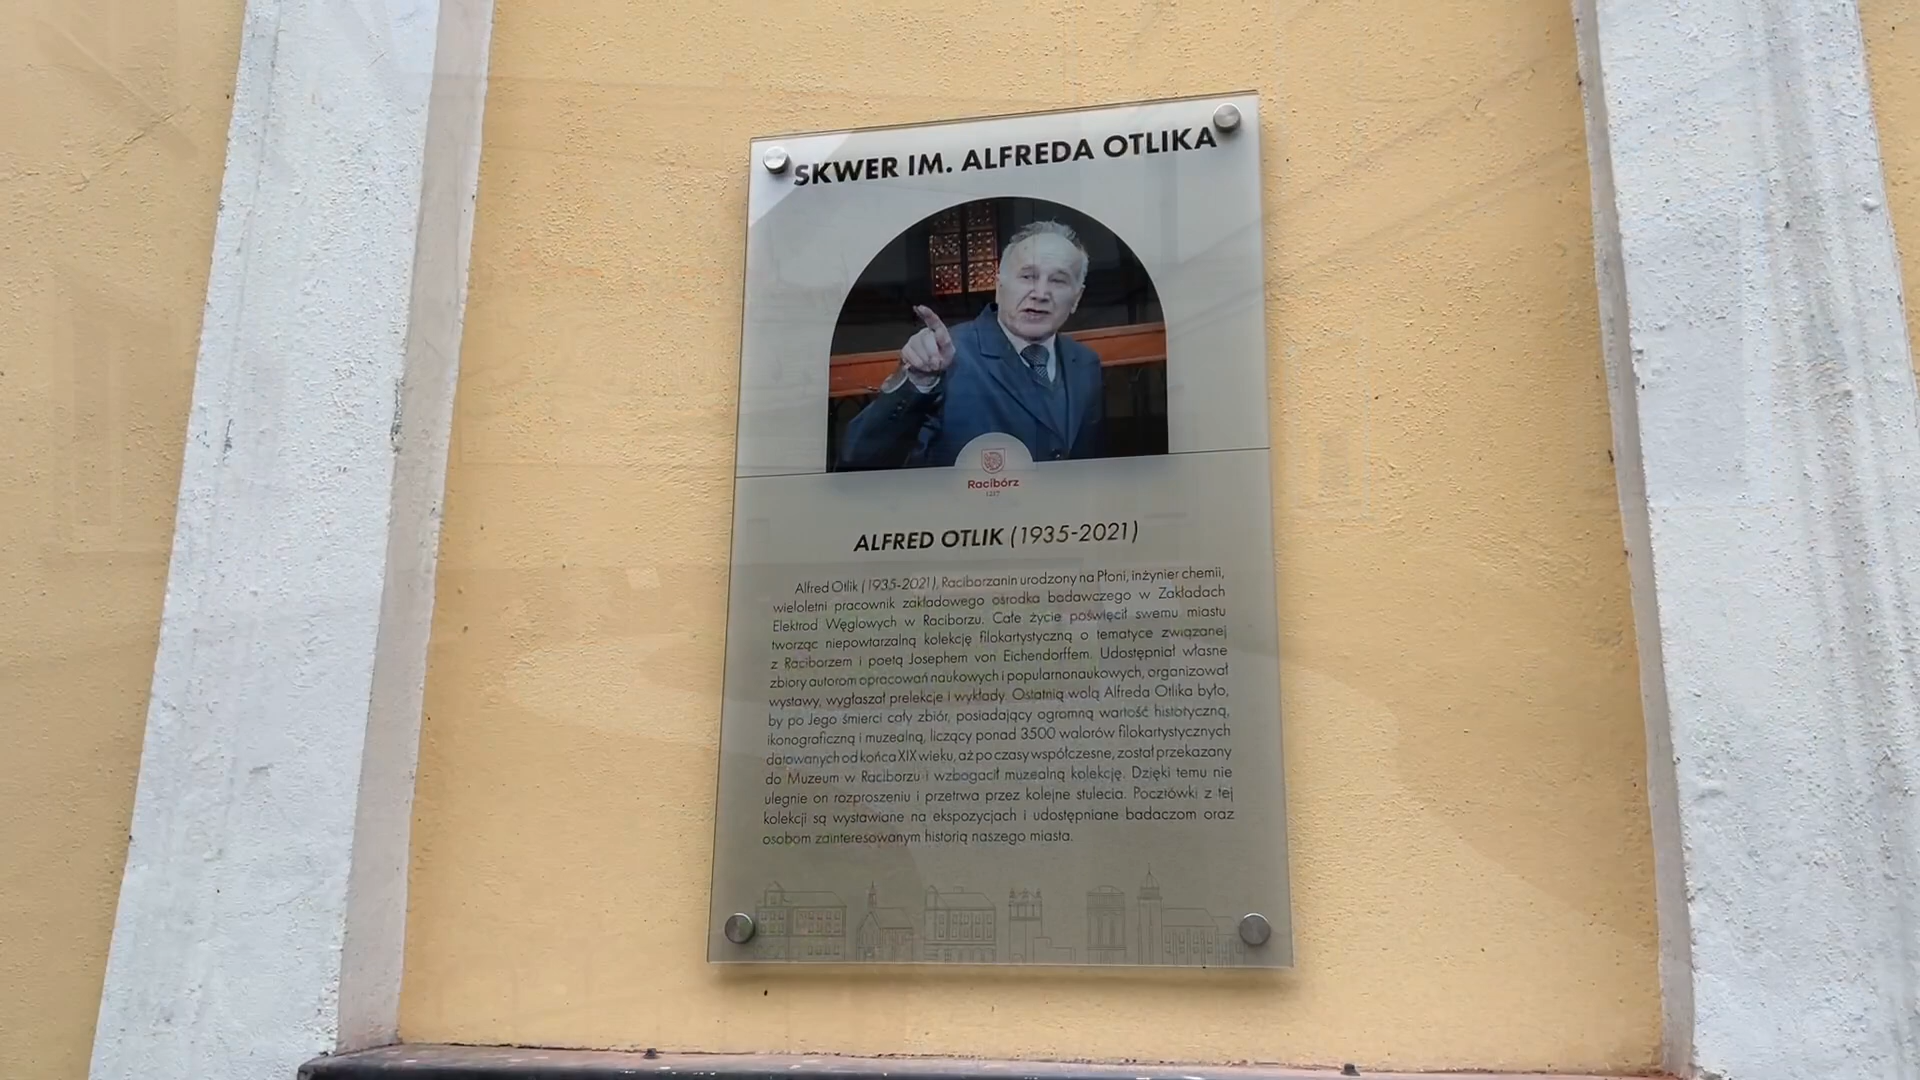 SKWER IM. ALFREDA OTLIKA
Racibórz
1217
ALFRED OTLIK (1935-2021)
Alfred Otlik (1935-2021), Raciborzanin urodzony na Płoni, inżynier chemii,
wieloletni pracownik zakładowego ośrodka badawczego w Zakładach
Elektrod Węglowych w Raciborzu. Całe życie poświęcił swemu miastu
tworząc niepowtarzalną kolekcję filokartystyczną o tematyce związanej
z Raciborzem i poetą Josephem von Eichendorffem. Udostępniał własne
zbiory autorom opracowań naukowych i popularnonaukowych, organizował
wystawy, wygłaszał prelekcje i wykłady. Ostatnią wolą Alfreda Otlika było,
by po Jego śmierci cały zbiór, posiadający ogromną wartość historyczną,
ikonograficzną i muzealną, liczący ponad 3500 walorów filokartystycznych
datowanych od końca XIX wieku, aż po czasy współczesne, został przekazany
do Muzeum w Raciborzu i wzbogacił muzealną kolekcję. Dzięki temu nie
ulegnie on rozproszeniu i przetrwa przez kolejne stulecia. Pocztówki z tej
kolekcji są wystawiane na ekspozycjach i udostępniane badaczom oraz
osobom zainteresowanym historią naszego miasta.